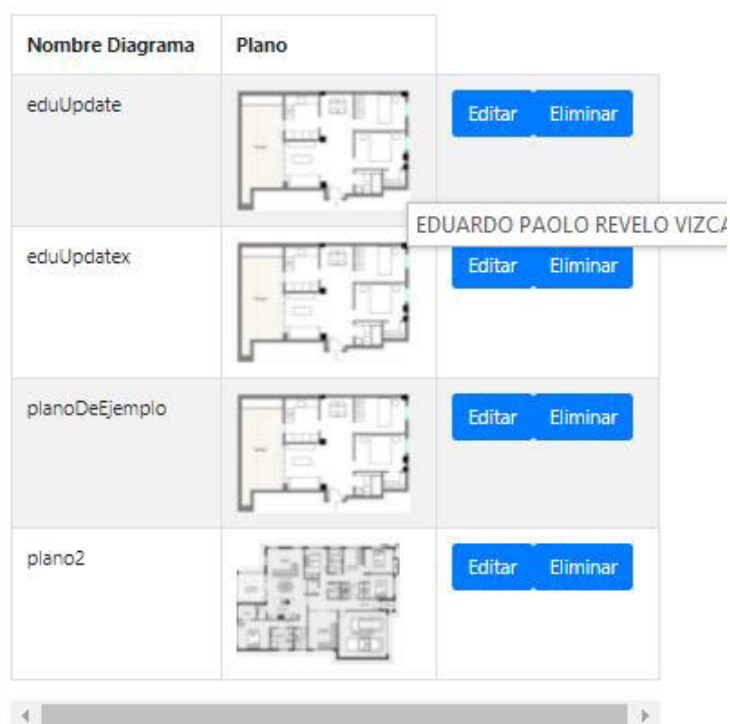 Nombre Diagrama Plano
eduUpdate Editar Eliminar
EDUARDO PAOLO REVELO VIZCA
eduUpdatex Editar Eliminar
planoDeEjemplo Editar Eliminar
plano2 Editar Eliminar